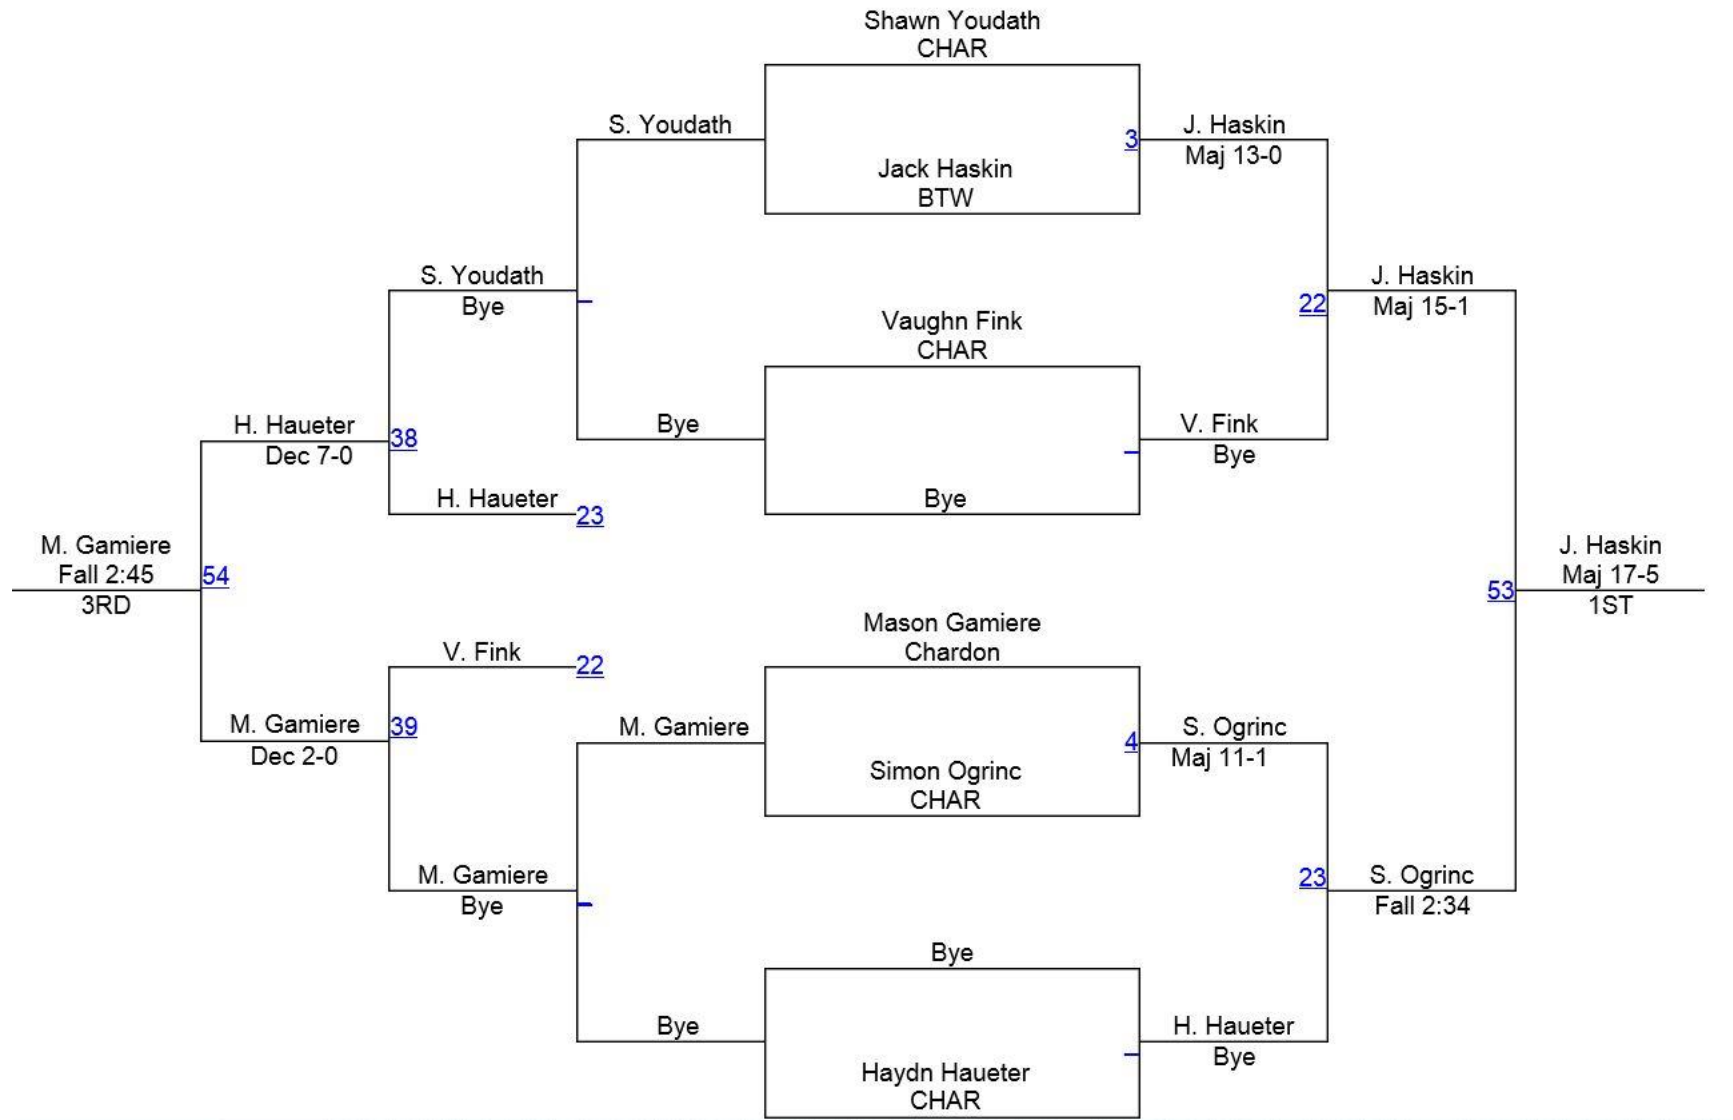 Shawn Youdath
CHAR
S. Youdath
3
J. Haskin
Maj 13-0
Jack Haskin
BTW
S. Youdath
Bye
J. Haskin
Maj 15-1
22
Vaughn Fink
CHAR
H. Haueter
Dec 7-0
38
Bye
V. Fink
Bye
H. Haueter
23
Bye
M. Gamiere
Fall 2:45
3RD
54
J. Haskin
Maj 17-5
1ST
53
Mason Gamiere
Chardon
V. Fink
22
M. Gamiere
Dec 2-0
39
M. Gamiere
4
S. Ogrinc
Maj 11-1
Simon Ogrinc
CHAR
M. Gamiere
Bye
23
S. Ogrinc
Fall 2:34
Bye
Bye
H. Haueter
Bye
Haydn Haueter
CHAR